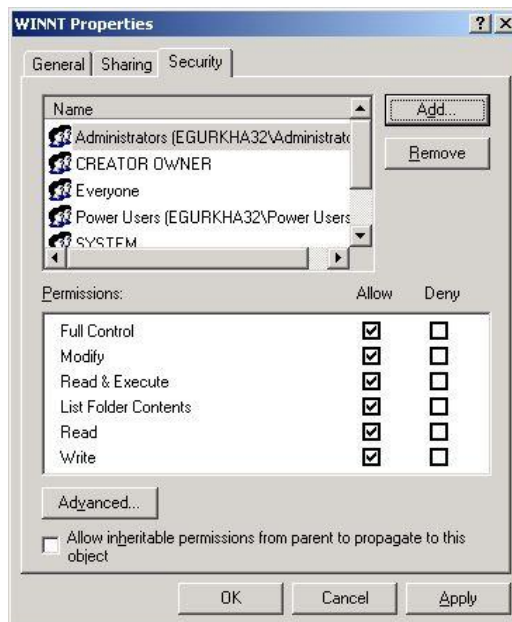 WINNT Properties
General Sharing Security
Name
Administrators (EGURKHA32\Administrato
CREATOR OWNER
Everyone
Power Users (EGURKHA32\Power Users
SYSTEM
Add...
Remove
Permissions: Allow Deny
Full Control
Modify
Read & Execute
List Folder Contents
Read
Write
Advanced...
Allow inheritable permissions from parent to propagate to this
object
OK Cancel Apply